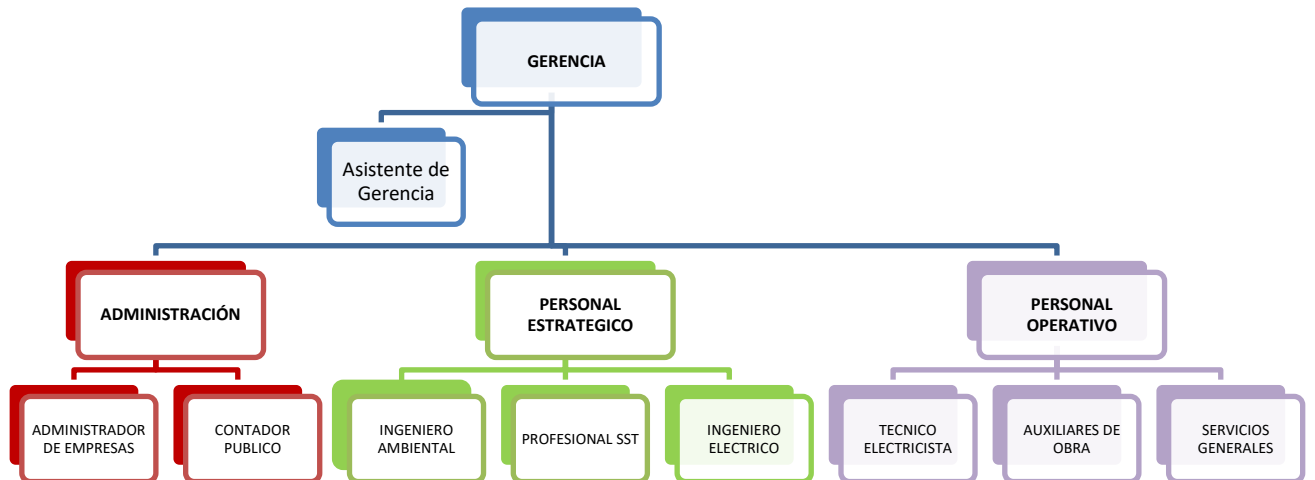 GERENCIA
Asistente de
Gerencia
ADMINISTRACIÓN
PERSONAL
ESTRATEGICO
PERSONAL
OPERATIVO
ADMINISTRADOR
DE EMPRESAS
CONTADOR
PUBLICO
INGENIERO
AMBIENTAL
PROFESIONAL SST
INGENIERO
ELECTRICO
TECNICO
ELECTRICISTA
AUXILIARES DE
OBRA
SERVICIOS
GENERALES